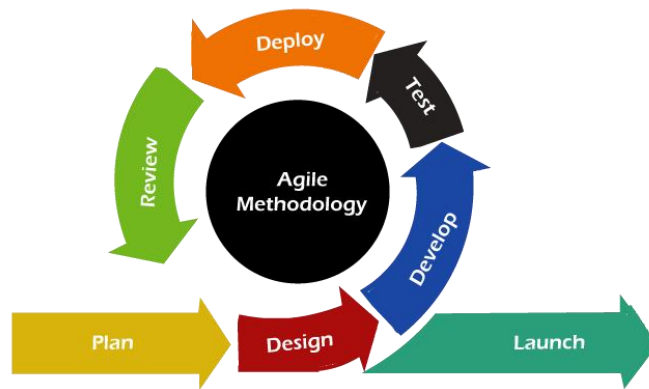 Deploy
Test
Review
Agile
Methodology
Develop
Plan
Design
Launch